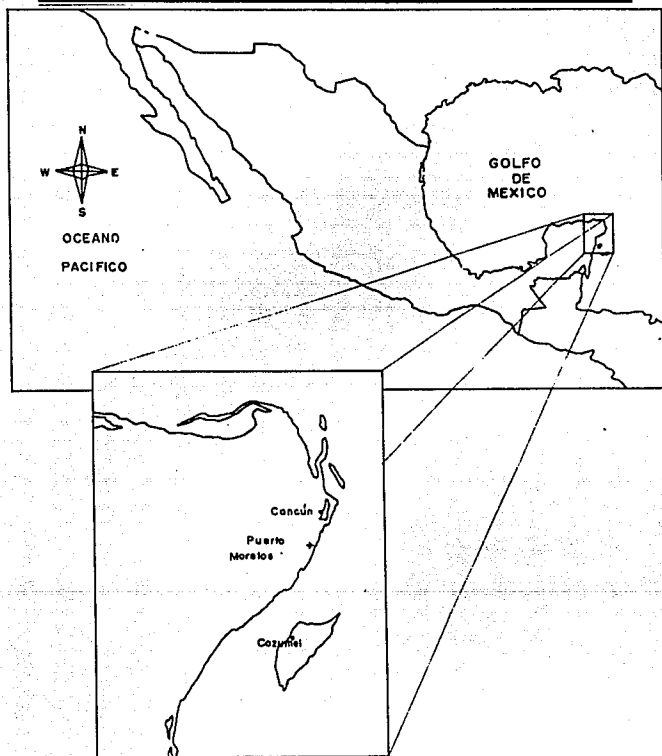 N
W E
S
OCEANO
PACIFICO
GOLFO
DE
MEXICO
Cancún
Puerto
Morelos
Cozumel